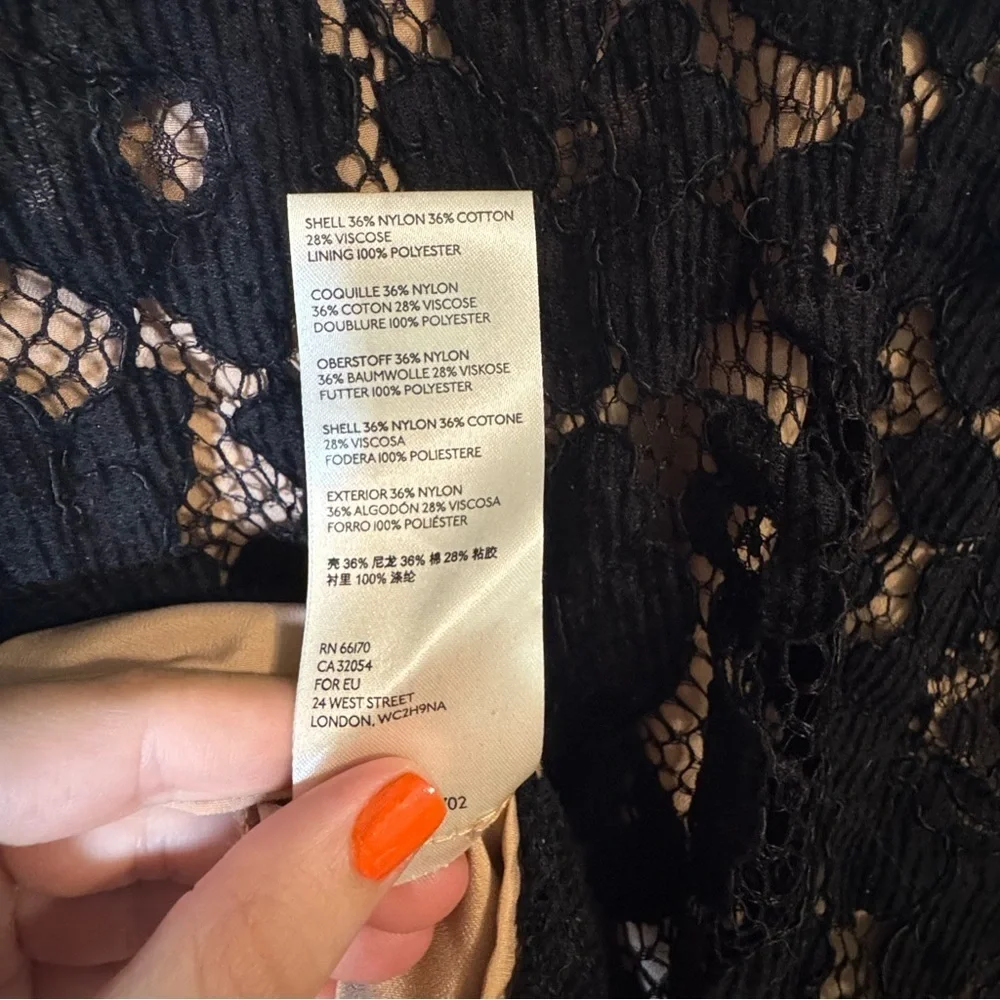 SHELL 36% NYLON 36% COTTON
28% VISCOSE
LINING 100% POLYESTER
COQUILLE 36% NYLON
36% COTON 28% VISCOSE
DOUBLURE 100% POLYESTER
OBERSTOFF 36% NYLON
36% BAUMWOLLE 28% VISKOSE
FUTTER 100% POLYESTER
SHELL 36% NYLON 36% COTONE
28% VISCOSA
FODERA 100% POLIESTERE
EXTERIOR 36% NYLON
36% ALGODÓN 28% VISCOSA
FORRO 100% POLIÉSTER
壳 36% 尼龙 36% 棉 28% 粘胶
衬里 100% 涤纶
RN 66170
CA 32054
FOR EU
24 WEST STREET
LONDON, WC2H9NA